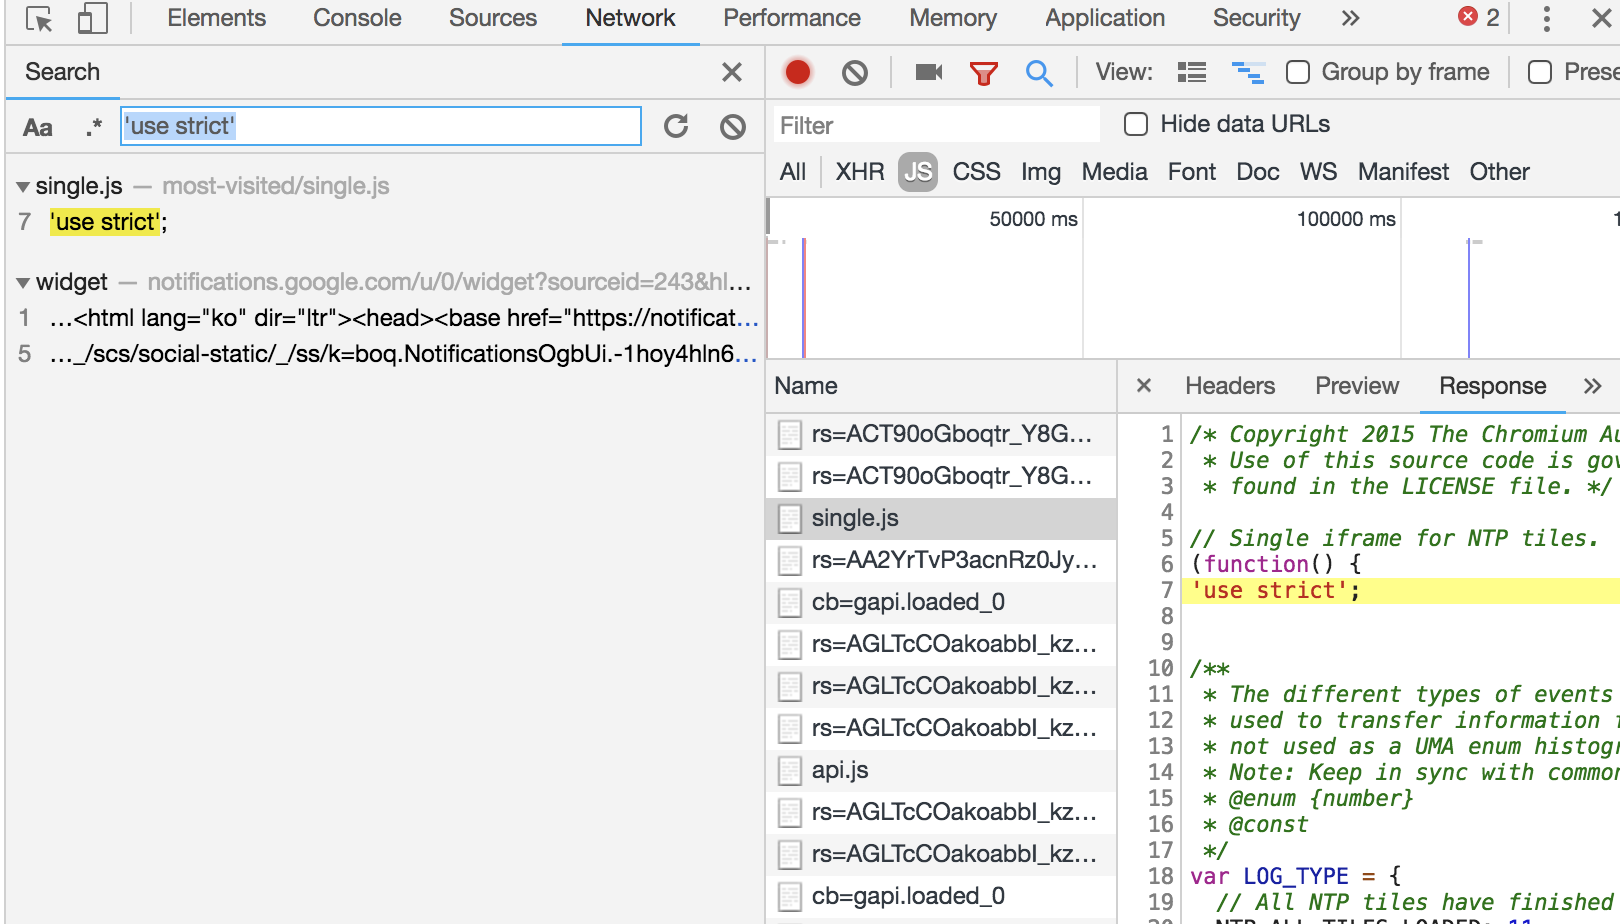 Elements Console Sources Network Performance Memory Application Security » 2
Search
Aa .* 'use strict'
single.js — most-visited/single.js
7 'use strict';
widget — notifications.google.com/u/0/widget?sourceid=243&hl…
1 …<html lang="ko" dir="ltr"><head><base href="https://notificat…
5 …_/scs/social-static/_/ss/k=boq.NotificationsOgbUi.-1hoy4hln6…
View: Group by frame Prese
Filter Hide data URLs
All XHR JS CSS Img Media Font Doc WS Manifest Other
50000 ms 100000 ms 1
Name
rs=ACT90oGboqtr_Y8G…
rs=ACT90oGboqtr_Y8G…
single.js
rs=AA2YrTvP3acnRz0Jy…
cb=gapi.loaded_0
rs=AGLTcCOakoabbI_kz…
rs=AGLTcCOakoabbI_kz…
rs=AGLTcCOakoabbI_kz…
api.js
rs=AGLTcCOakoabbI_kz…
rs=AGLTcCOakoabbI_kz…
cb=gapi.loaded_0
× Headers Preview Response »
1 /* Copyright 2015 The Chromium Au
2 * Use of this source code is gov
3 * found in the LICENSE file. */
4
5 // Single iframe for NTP tiles.
6 (function() {
7 'use strict';
8
9
10 /**
11 * The different types of events
12 * used to transfer information f
13 * not used as a UMA enum histogr
14 * Note: Keep in sync with common
15 * @enum {number}
16 * @const
17 */
18 var LOG_TYPE = {
19 // All NTP tiles have finished
20 NTP_ALL_TILES_LOADED: 11,